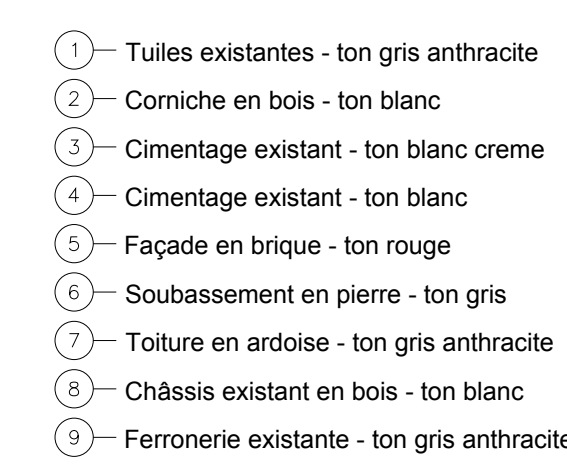 1 Tuiles existantes - ton gris anthracite
2 Corniche en bois - ton blanc
3 Cimentage existant - ton blanc creme
4 Cimentage existant - ton blanc
5 Façade en brique - ton rouge
6 Soubassement en pierre - ton gris
7 Toiture en ardoise - ton gris anthracite
8 Châssis existant en bois - ton blanc
9 Ferronerie existante - ton gris anthracite